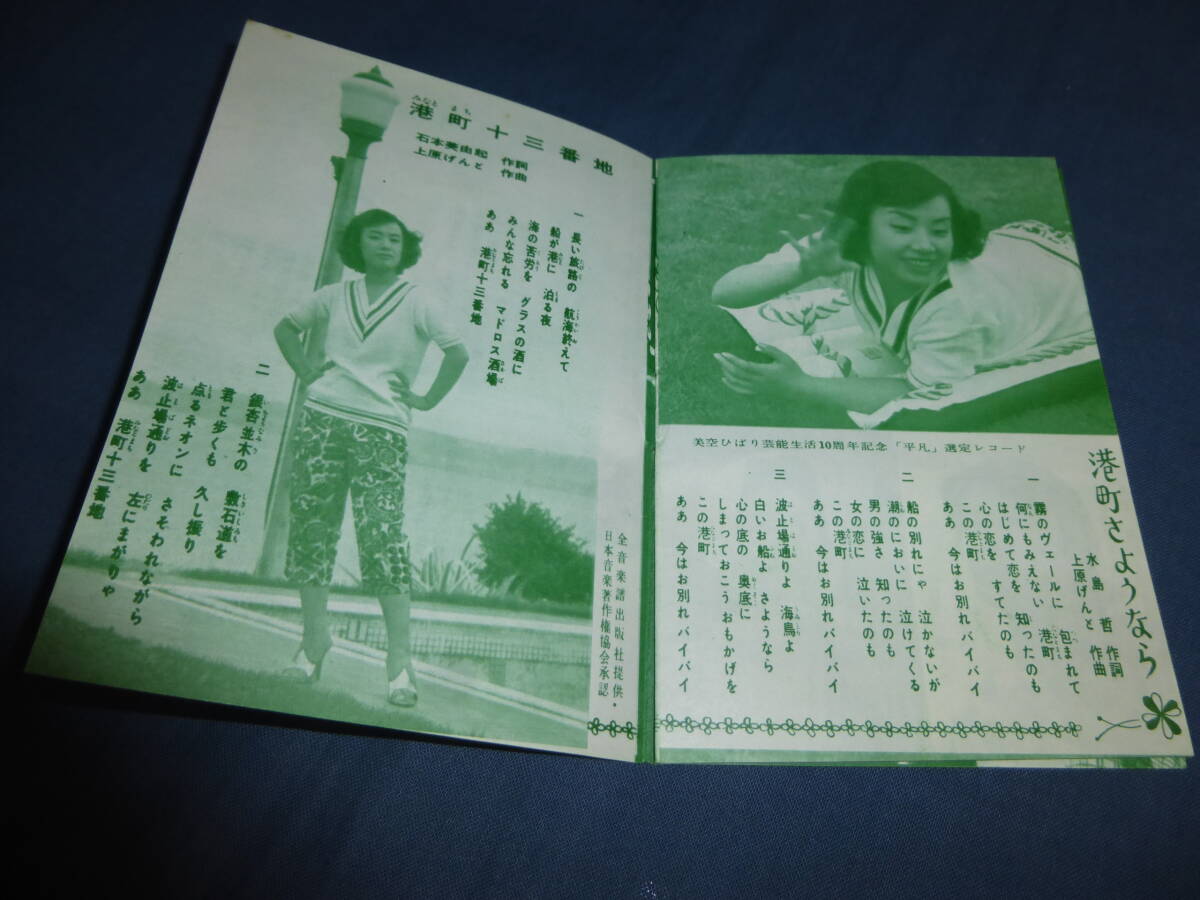 港町十三番地
みなとまち
石本美由起 作詞
上原げんと 作曲
一 長い旅路の 航海終えて
船が港に 泊る夜
海の苦労を グラスの酒に
みんな忘れる マドロス酒場
ああ 港町十三番地
二 銀杏並木の 敷石道を
君と歩くも 久し振り
点るネオンに さそわれながら
波止場通りを 左にまがりゃ
ああ 港町十三番地
全音楽譜出版社提供・
日本音楽著作権協会承認
美空ひばり芸能生活10周年記念「平凡」選定レコード
港町さようなら
水島 哲 作詞
上原げんと 作曲
一 霧のヴェールに 包まれて
何にもみえない 港町
はじめて恋を 知ったのも
心の恋を すてたのも
この港町
ああ 今はお別れバイバイ
二 船の別れにゃ 泣かないが
潮のにおいに 泣けてくる
男の強さ 知ったのも
女の恋に 泣いたのも
この港町
ああ 今はお別れバイバイ
三 波止場通りよ 海鳥よ
白いお船よ さようなら
心の底の 奥底に
しまっておこう おもかげを
この港町
ああ 今はお別れバイバイ